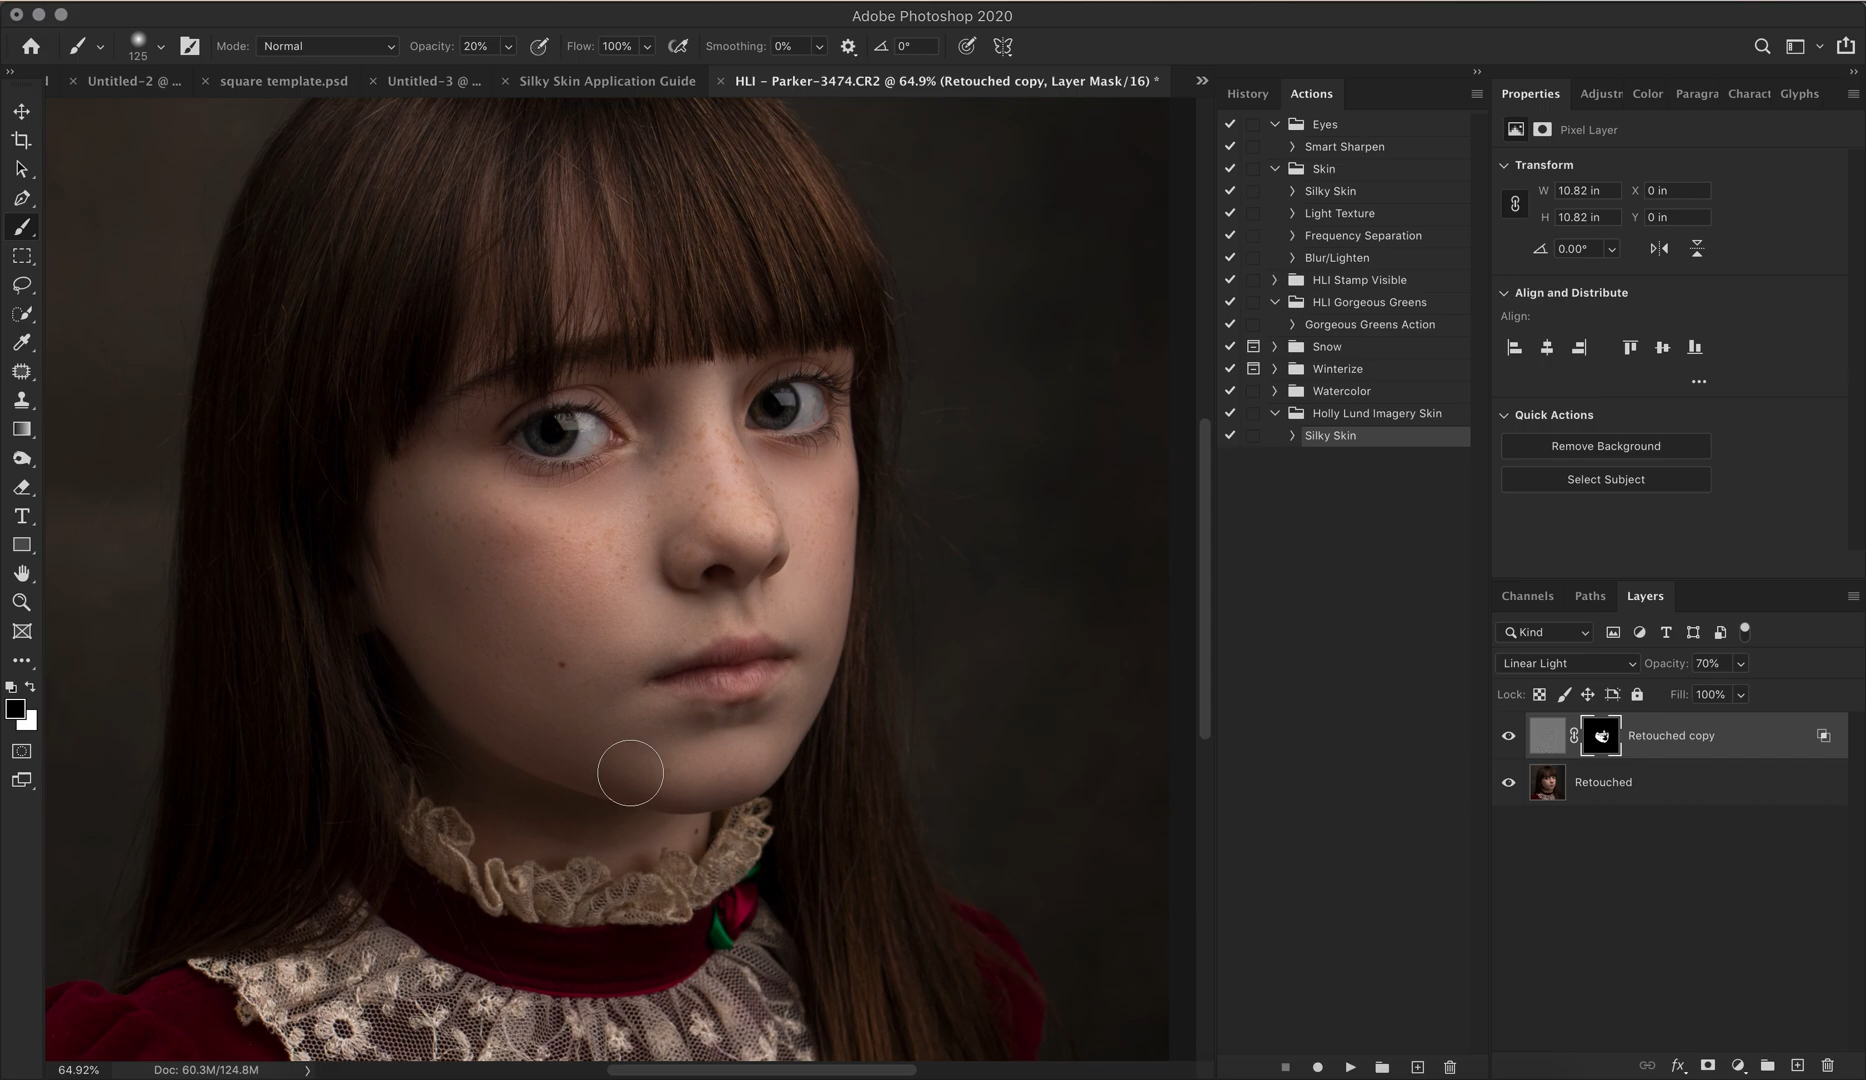 Adobe Photoshop 2020
125
Mode: Normal
Opacity: 20%
Flow: 100%
Smoothing: 0%
0°
Untitled-2 @ ...
square template.psd
Untitled-3 @ ...
Silky Skin Application Guide
HLI - Parker-3474.CR2 @ 64.9% (Retouched copy, Layer Mask/16) *
History
Actions
Eyes
Smart Sharpen
Skin
Silky Skin
Light Texture
Frequency Separation
Blur/Lighten
HLI Stamp Visible
HLI Gorgeous Greens
Gorgeous Greens Action
Snow
Winterize
Watercolor
Holly Lund Imagery Skin
Silky Skin
Properties
Adjustn
Color
Paragra
Charact
Glyphs
Pixel Layer
Transform
W 10.82 in X 0 in
H 10.82 in Y 0 in
0.00°
Align and Distribute
Align:
Quick Actions
Remove Background
Select Subject
Channels
Paths
Layers
Kind
Linear Light
Opacity: 70%
Lock:
Fill: 100%
Retouched copy
Retouched
fx
64.92%
Doc: 60.3M/124.8M